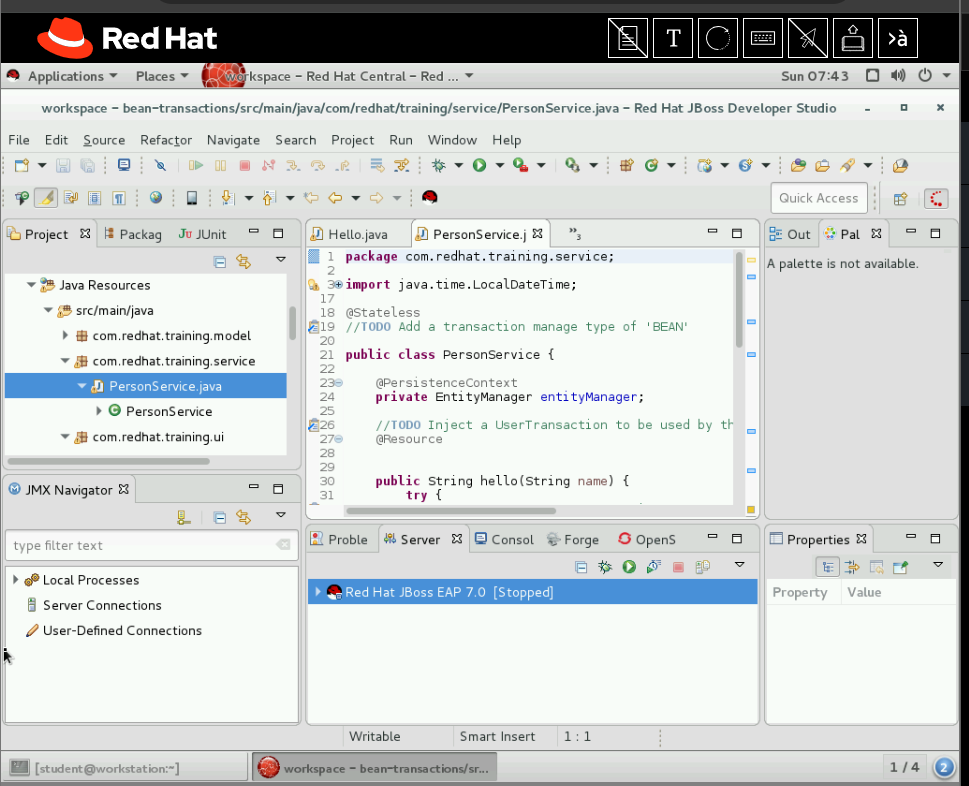 Red Hat
T
>à
Applications
Places
workspace – Red Hat Central – Red ...
Sun 07:43
workspace – bean-transactions/src/main/java/com/redhat/training/service/PersonService.java – Red Hat JBoss Developer Studio
File Edit Source Refactor Navigate Search Project Run Window Help
Quick Access
Project
Packag
JUnit
Java Resources
src/main/java
com.redhat.training.model
com.redhat.training.service
PersonService.java
PersonService
com.redhat.training.ui
Hello.java
PersonService.j
»3
1 package com.redhat.training.service;
2
3 import java.time.LocalDateTime;
17
18 @Stateless
19 //TODO Add a transaction manage type of 'BEAN'
20
21 public class PersonService {
22
23 @PersistenceContext
24 private EntityManager entityManager;
25
26 //TODO Inject a UserTransaction to be used by th
27 @Resource
28
29
30 public String hello(String name) {
31 try {
Out
Pal
A palette is not available.
JMX Navigator
type filter text
Local Processes
Server Connections
User-Defined Connections
Proble
Server
Consol
Forge
OpenS
Red Hat JBoss EAP 7.0 [Stopped]
Properties
Property Value
Writable
Smart Insert
1 : 1
[student@workstation:~]
workspace – bean-transactions/sr...
1 / 4
2